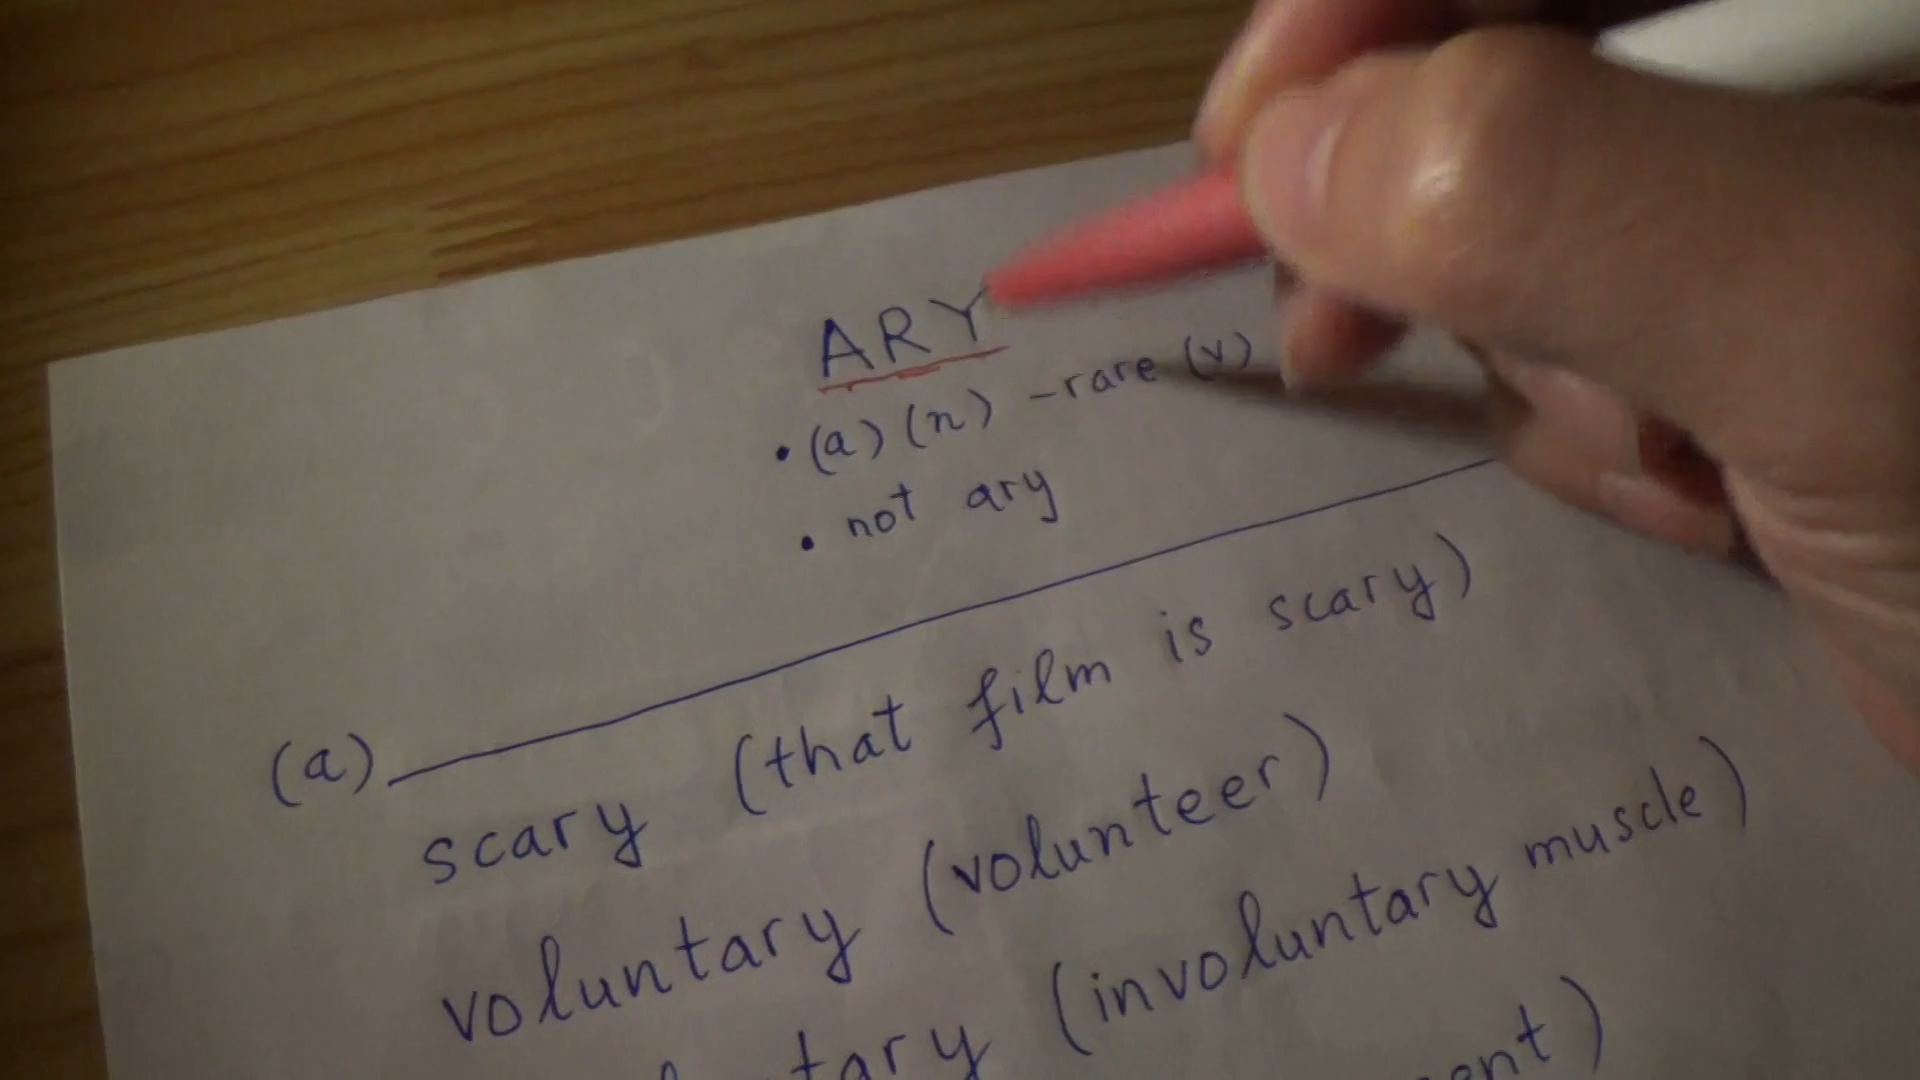 ARY
• (a) (n) - rare (v)
• not ary
(a)
scary (that film is scary)
voluntary (volunteer)
(involuntary muscle)